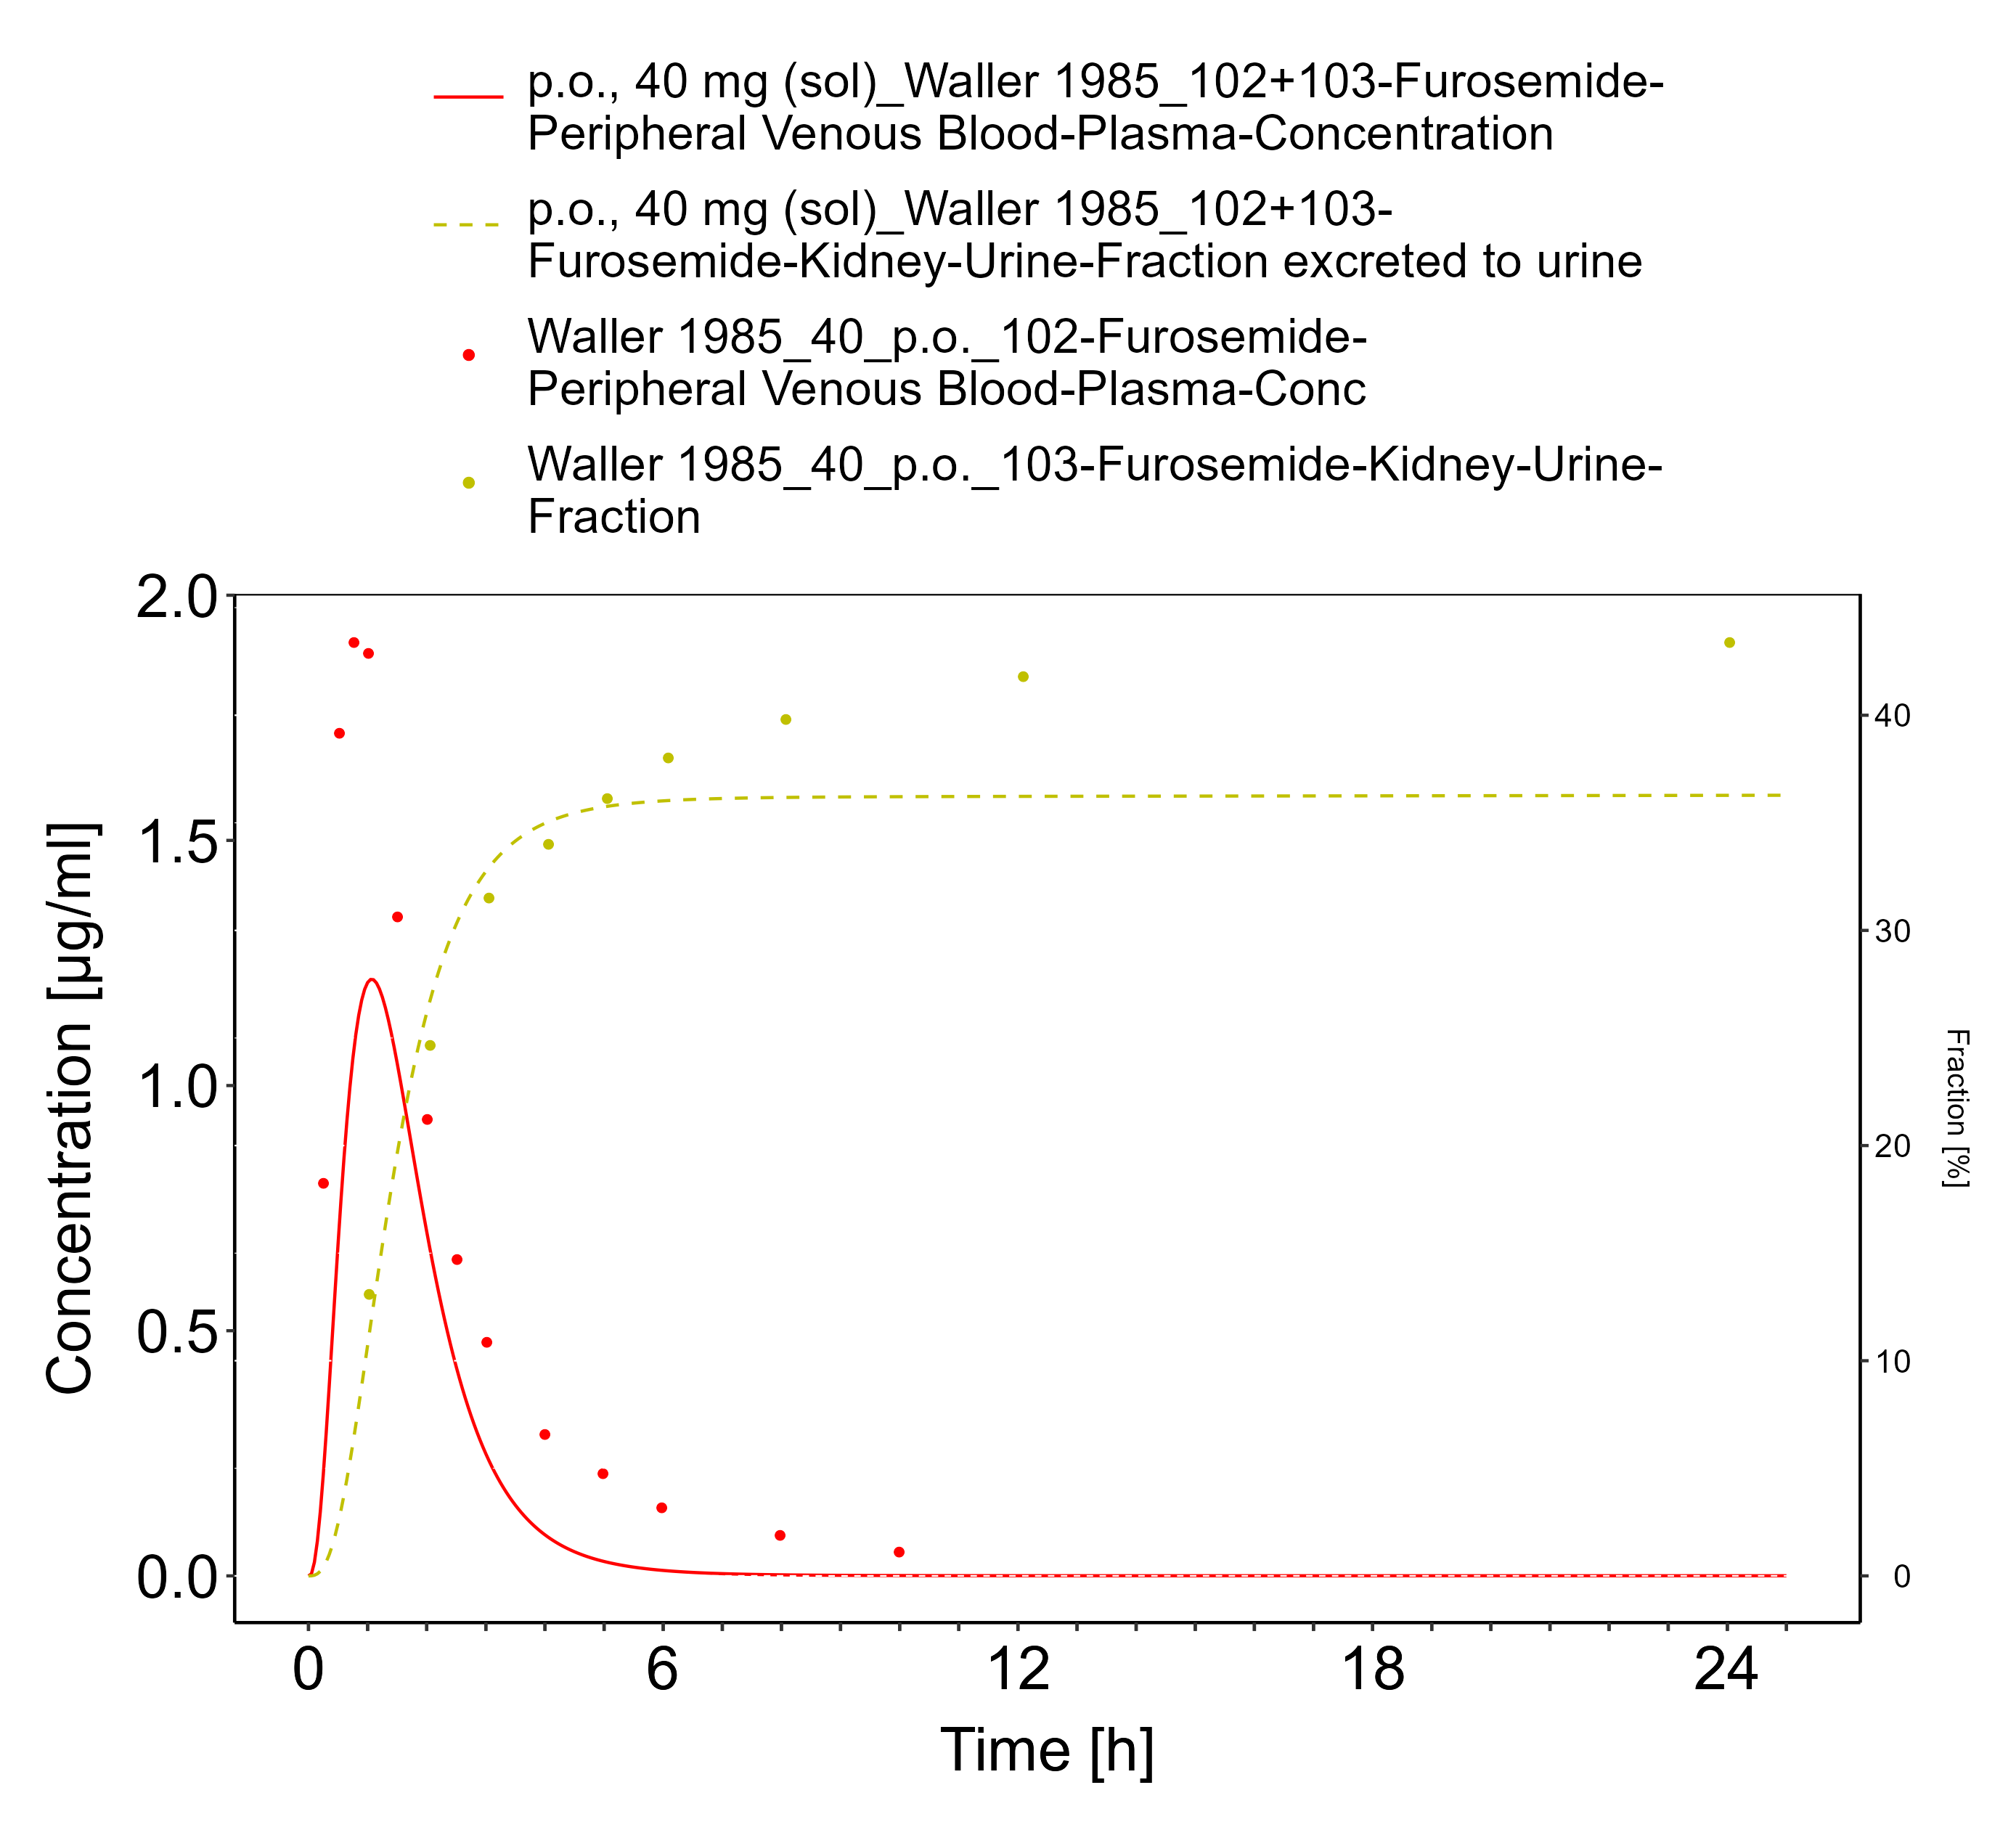 p.o., 40 mg (sol)_Waller 1985_102+103-Furosemide-
Peripheral Venous Blood-Plasma-Concentration
p.o., 40 mg (sol)_Waller 1985_102+103-
Furosemide-Kidney-Urine-Fraction excreted to urine
Waller 1985_40_p.o._102-Furosemide-
Peripheral Venous Blood-Plasma-Conc
Waller 1985_40_p.o._103-Furosemide-Kidney-Urine-
Fraction
2.0
1.5
1.0
0.5
0.0
Concentration [µg/ml]
40
30
20
10
0
Fraction [%]
0 6 12 18 24
Time [h]